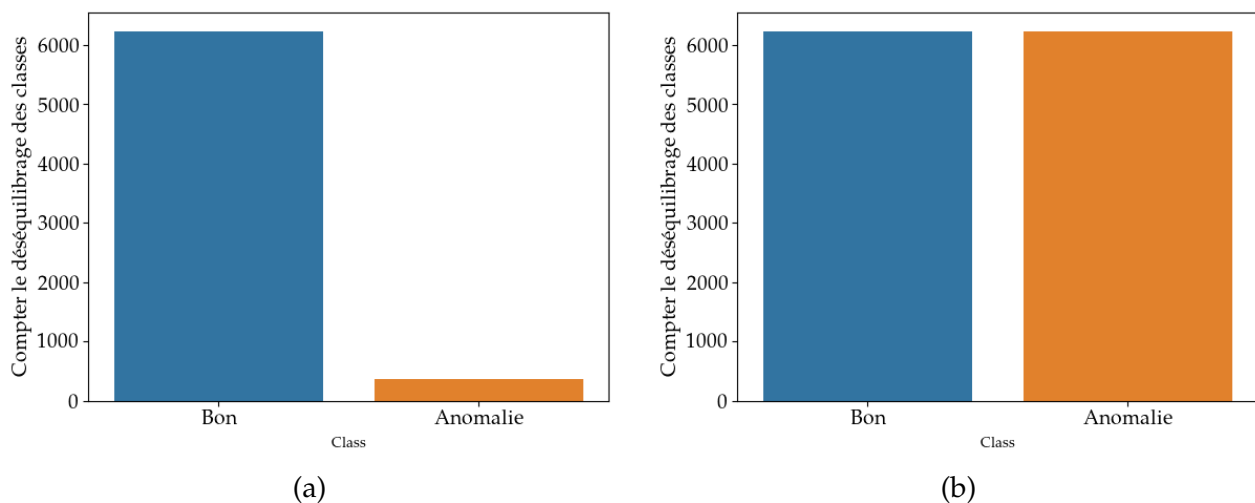 Compter le déséquilibrage des classes
6000
5000
4000
3000
2000
1000
0
Bon
Anomalie
Class
(a)
Compter le déséquilibrage des classes
6000
5000
4000
3000
2000
1000
0
Bon
Anomalie
Class
(b)